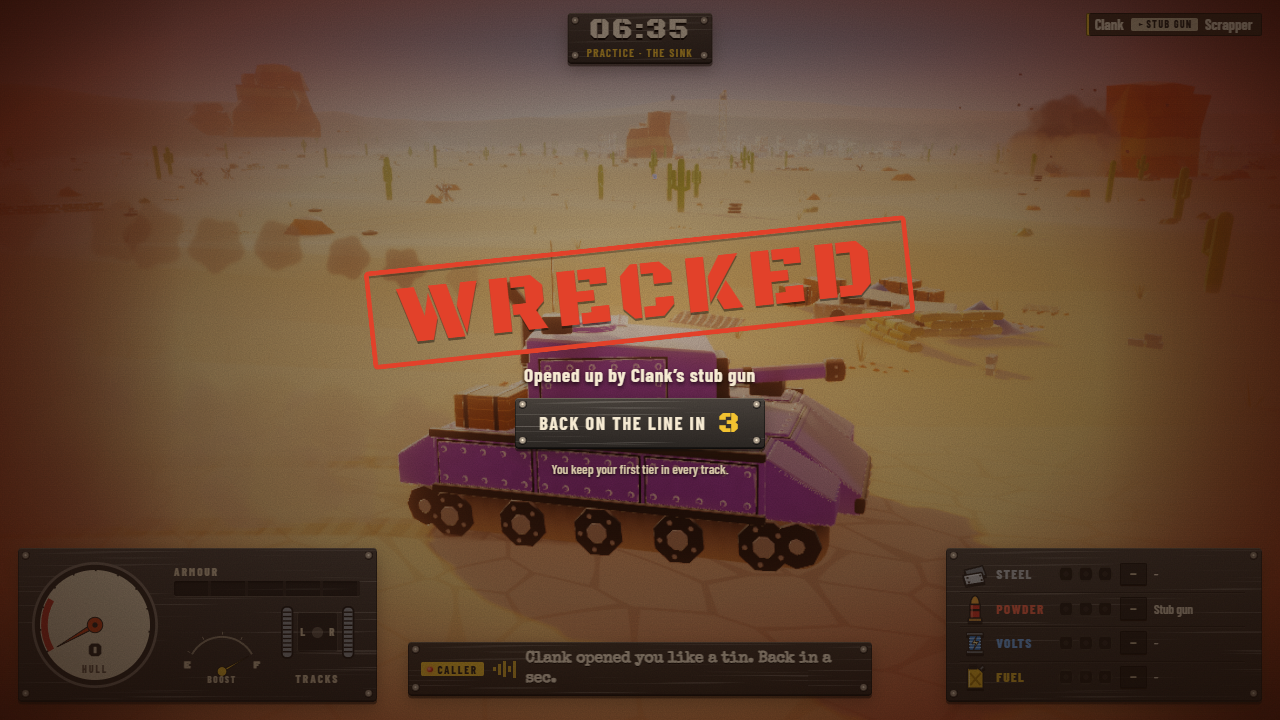 06:35
PRACTICE - THE SINK
Clank - STUB GUN Scrapper
WRECKED
Opened up by Clank's stub gun
BACK ON THE LINE IN 3
You keep your first tier in every track.
ARMOUR
0
HULL
E F
BOOST
L R
TRACKS
CALLER
Clank opened you like a tin. Back in a
sec.
STEEL - -
POWDER - Stub gun
VOLTS - -
FUEL - -